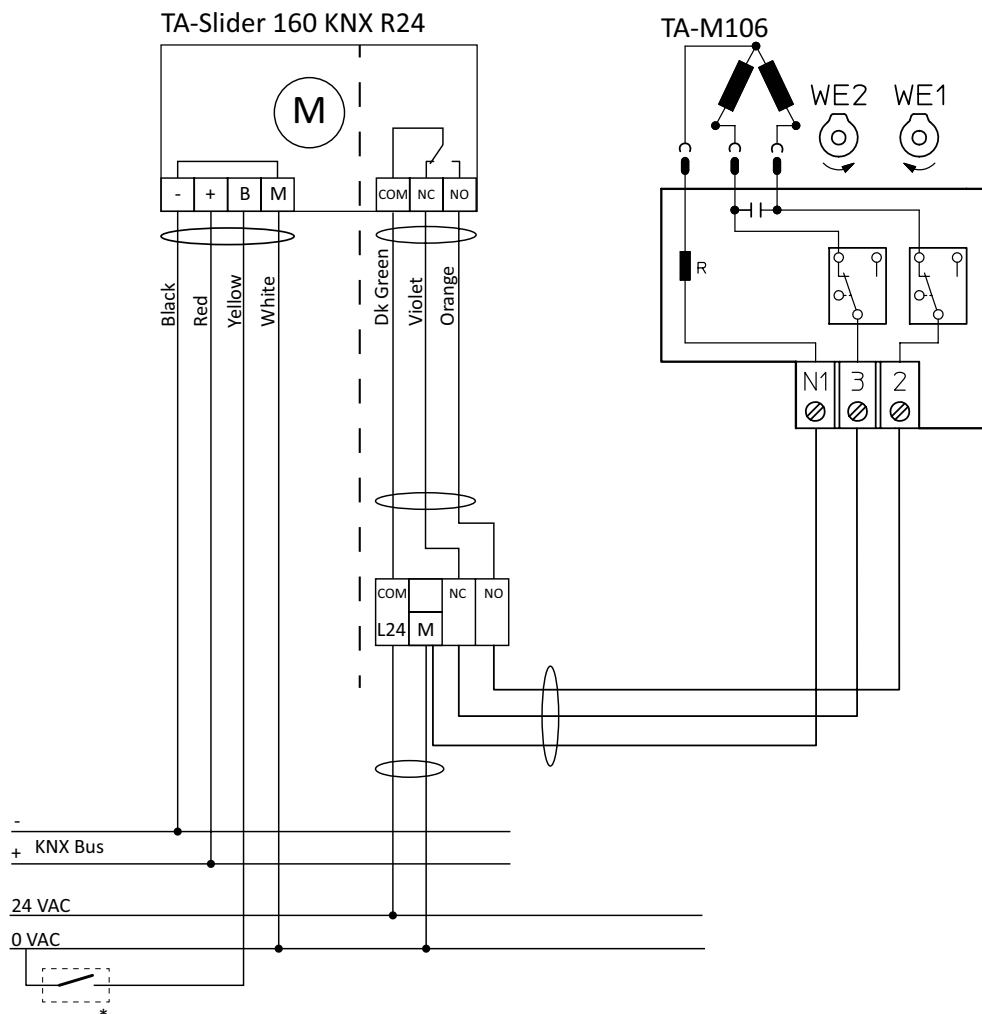 TA-Slider 160 KNX R24
TA-M106
M
WE2 WE1
- + B M
COM NC NO
R
Black
Red
Yellow
White
Dk Green
Violet
Orange
N1 3 2
COM NC NO
L24 M
-
+ KNX Bus
24 VAC
0 VAC
*